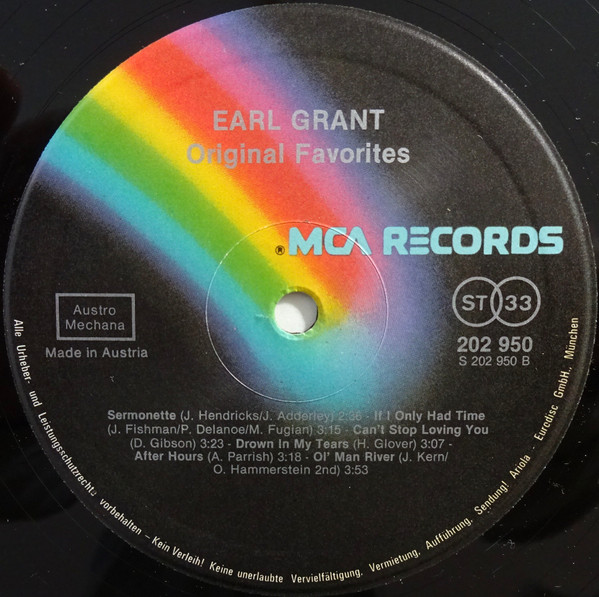 EARL GRANT
Original Favorites
® MCA RECORDS
Austro
Mechana
Made in Austria
ST 33
202 950
S 202 950 B
Sermonette (J. Hendricks/J. Adderley) 2:36 - If I Only Had Time
(J. Fishman/P. Delanoe/M. Fugian) 3:15 - Can't Stop Loving You
(D. Gibson) 3:23 - Drown In My Tears (H. Glover) 3:07 -
After Hours (A. Parrish) 3:18 - Ol' Man River (J. Kern/
O. Hammerstein 2nd) 3:53
Alle Urheber- und Leistungsschutzrechte vorbehalten - Kein Verleih! Keine unerlaubte Vervielfältigung, Vermietung, Aufführung, Sendung! Ariola - Eurodisc GmbH., München